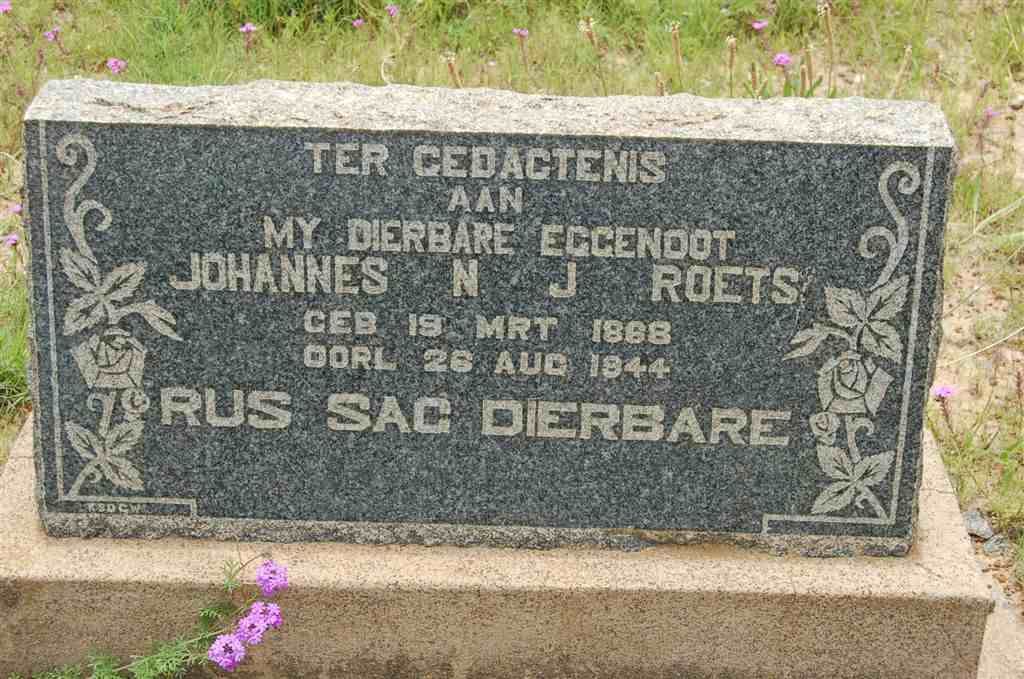 TER GEDACTENIS
AAN
MY DIERBARE EGGENOOT
JOHANNES N J ROETS
GEB 19 MRT 1868
OORL 26 AUG 1944
RUS SAG DIERBARE